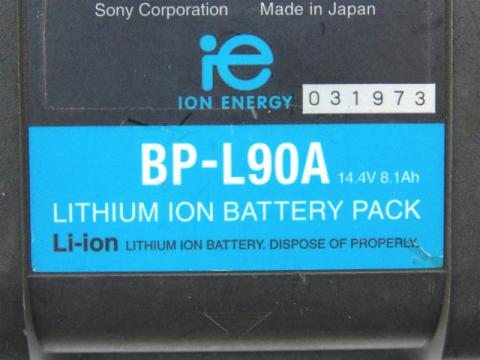 Sony Corporation Made in Japan
ie
ION ENERGY 031973
BP-L90A 14.4V 8.1Ah
LITHIUM ION BATTERY PACK
Li-ion LITHIUM ION BATTERY. DISPOSE OF PROPERLY.